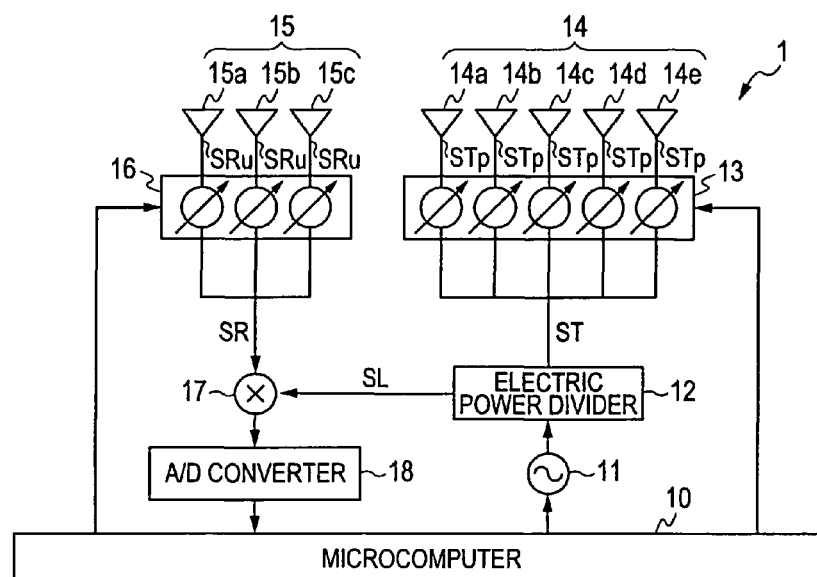 15
14
1
15a 15b 15c
14a 14b 14c 14d 14e
SRu SRu SRu
STp STp STp STp STp
16
13
SR
ST
17
SL
ELECTRIC
POWER DIVIDER
12
A/D CONVERTER
18
11
10
MICROCOMPUTER